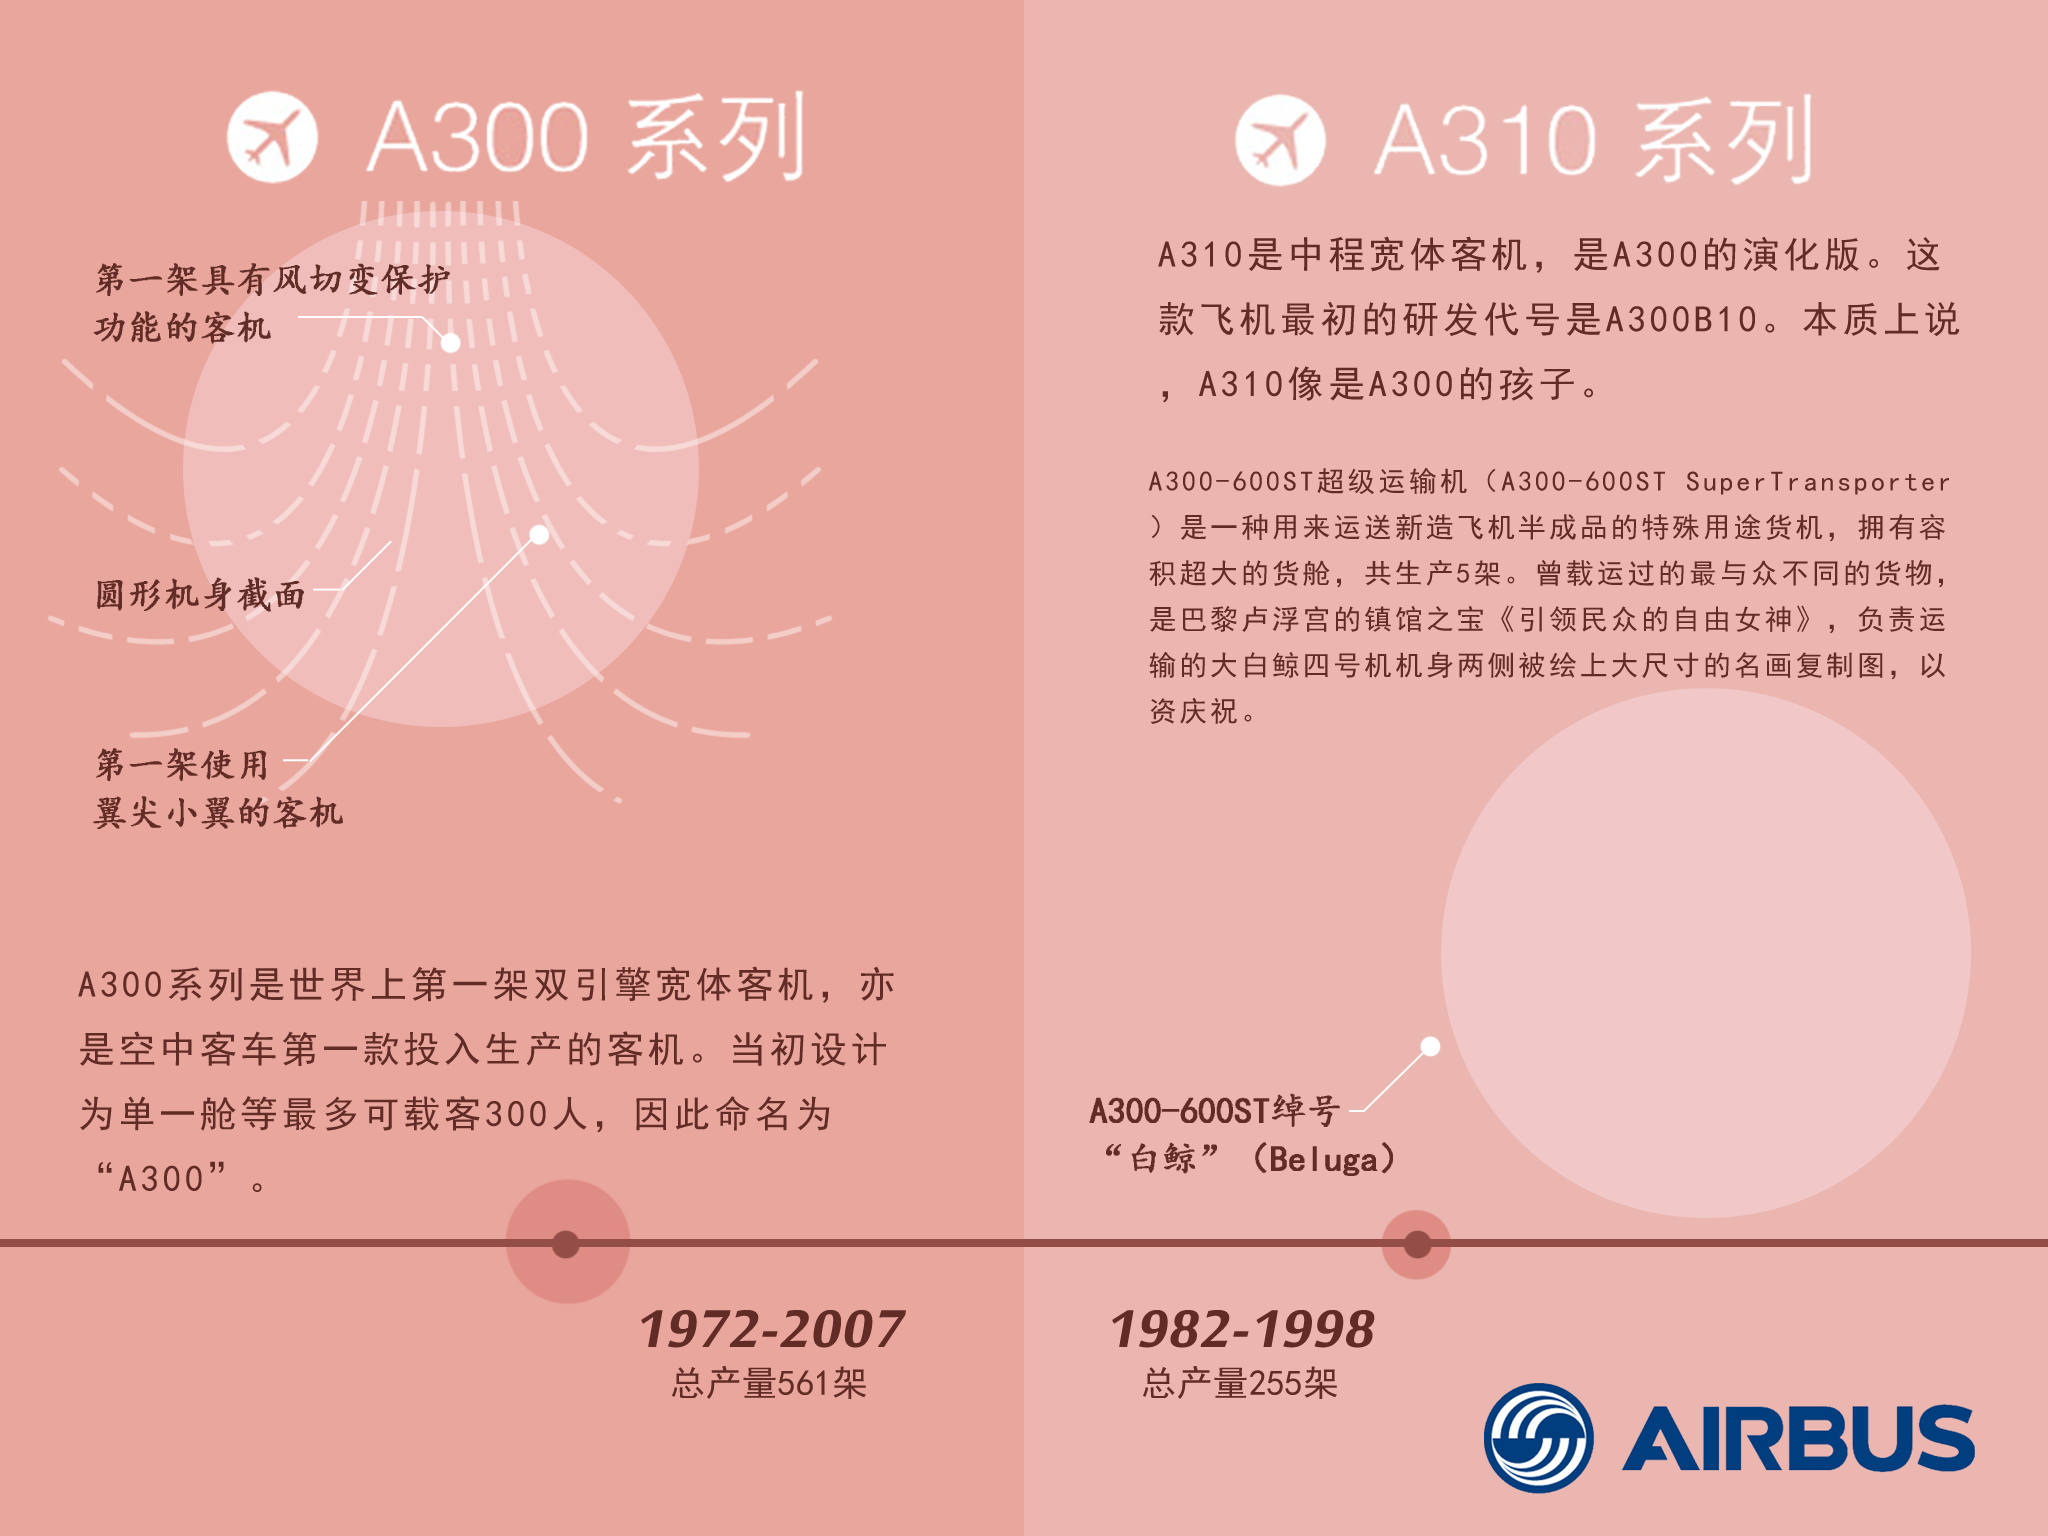 A300 系列
第一架具有风切变保护
功能的客机
圆形机身截面
第一架使用
翼尖小翼的客机
A300系列是世界上第一架双引擎宽体客机，亦
是空中客车第一款投入生产的客机。当初设计
为单一舱等最多可载客300人，因此命名为
“A300”。
1972-2007
总产量561架
A310 系列
A310是中程宽体客机，是A300的演化版。这
款飞机最初的研发代号是A300B10。本质上说
，A310像是A300的孩子。
A300-600ST超级运输机（A300-600ST SuperTransporter
）是一种用来运送新造飞机半成品的特殊用途货机，拥有容
积超大的货舱，共生产5架。曾载运过的最与众不同的货物，
是巴黎卢浮宫的镇馆之宝《引领民众的自由女神》，负责运
输的大白鲸四号机机身两侧被绘上大尺寸的名画复制图，以
资庆祝。
A300-600ST绰号
“白鲸”（Beluga）
1982-1998
总产量255架
AIRBUS